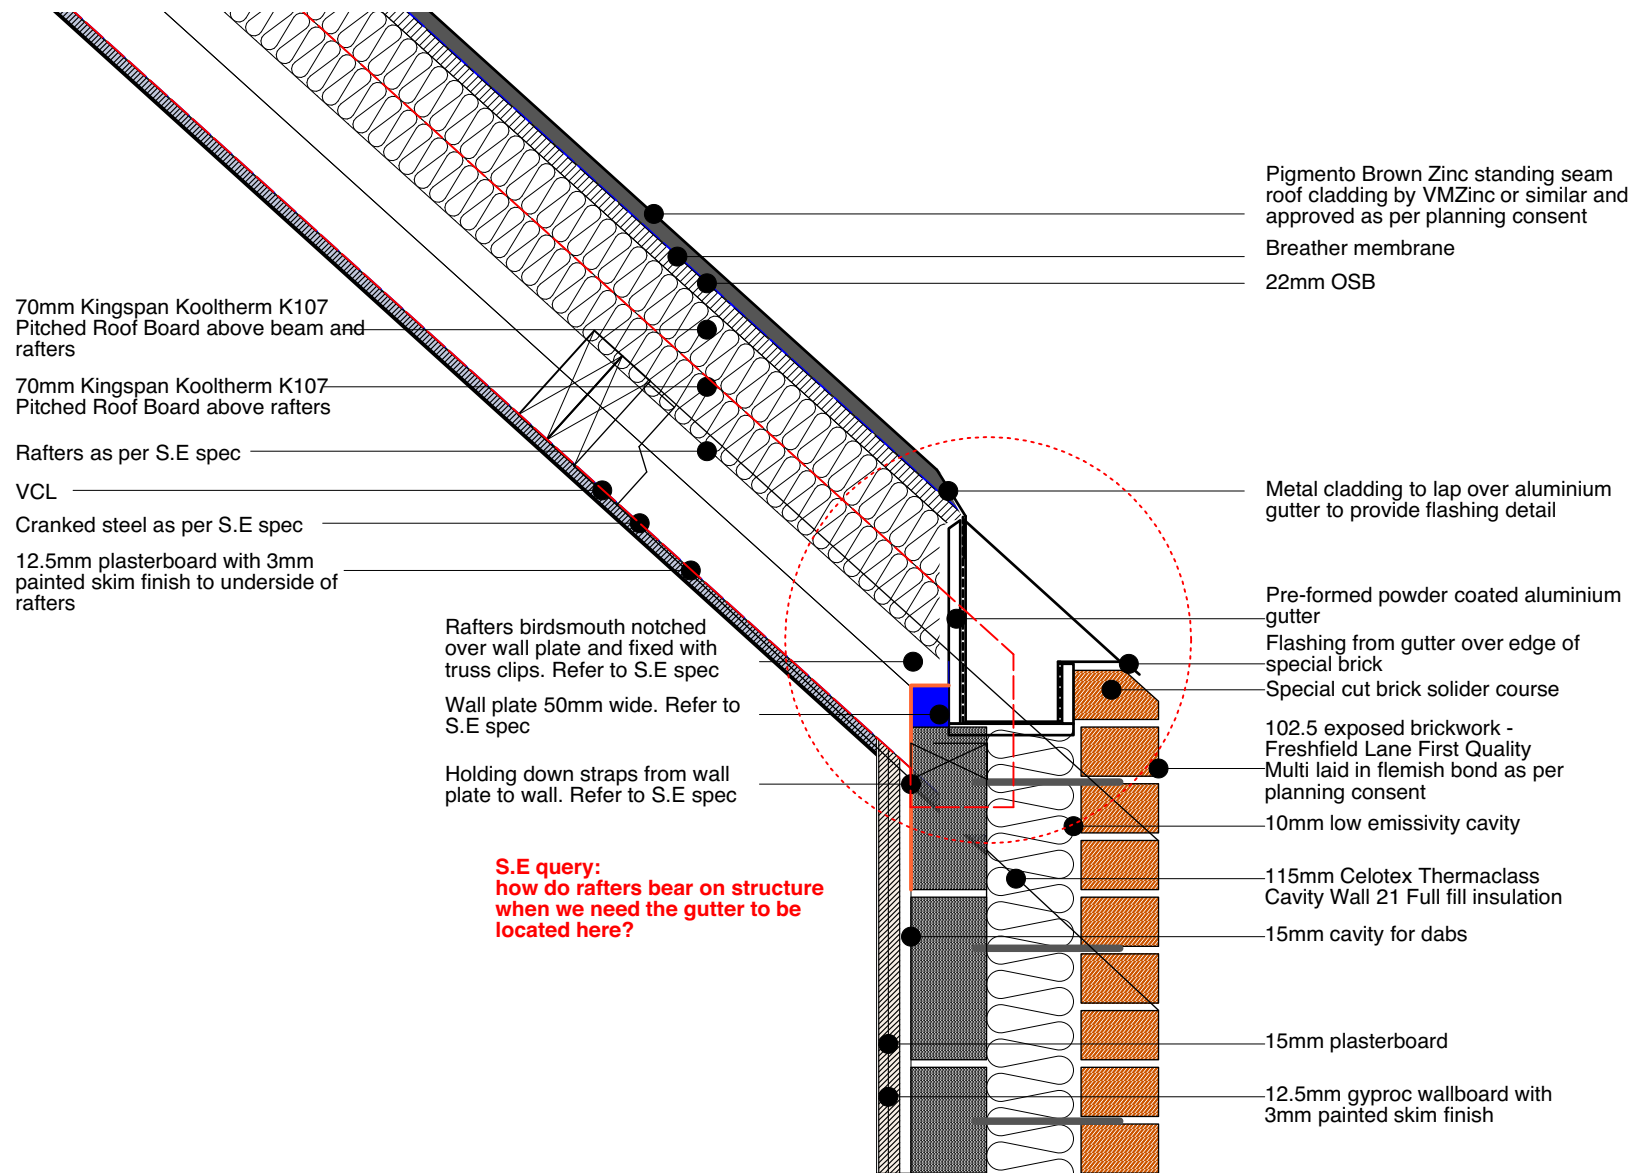 70mm Kingspan Kooltherm K107
Pitched Roof Board above beam and
rafters
70mm Kingspan Kooltherm K107
Pitched Roof Board above rafters
Rafters as per S.E spec
VCL
Cranked steel as per S.E spec
12.5mm plasterboard with 3mm
painted skim finish to underside of
rafters
Rafters birdsmouth notched
over wall plate and fixed with
truss clips. Refer to S.E spec
Wall plate 50mm wide. Refer to
S.E spec
Holding down straps from wall
plate to wall. Refer to S.E spec
S.E query:
how do rafters bear on structure
when we need the gutter to be
located here?
Pigmento Brown Zinc standing seam
roof cladding by VMZinc or similar and
approved as per planning consent
Breather membrane
22mm OSB
Metal cladding to lap over aluminium
gutter to provide flashing detail
Pre-formed powder coated aluminium
gutter
Flashing from gutter over edge of
special brick
Special cut brick solider course
102.5 exposed brickwork -
Freshfield Lane First Quality
Multi laid in flemish bond as per
planning consent
10mm low emissivity cavity
115mm Celotex Thermaclass
Cavity Wall 21 Full fill insulation
15mm cavity for dabs
15mm plasterboard
12.5mm gyproc wallboard with
3mm painted skim finish